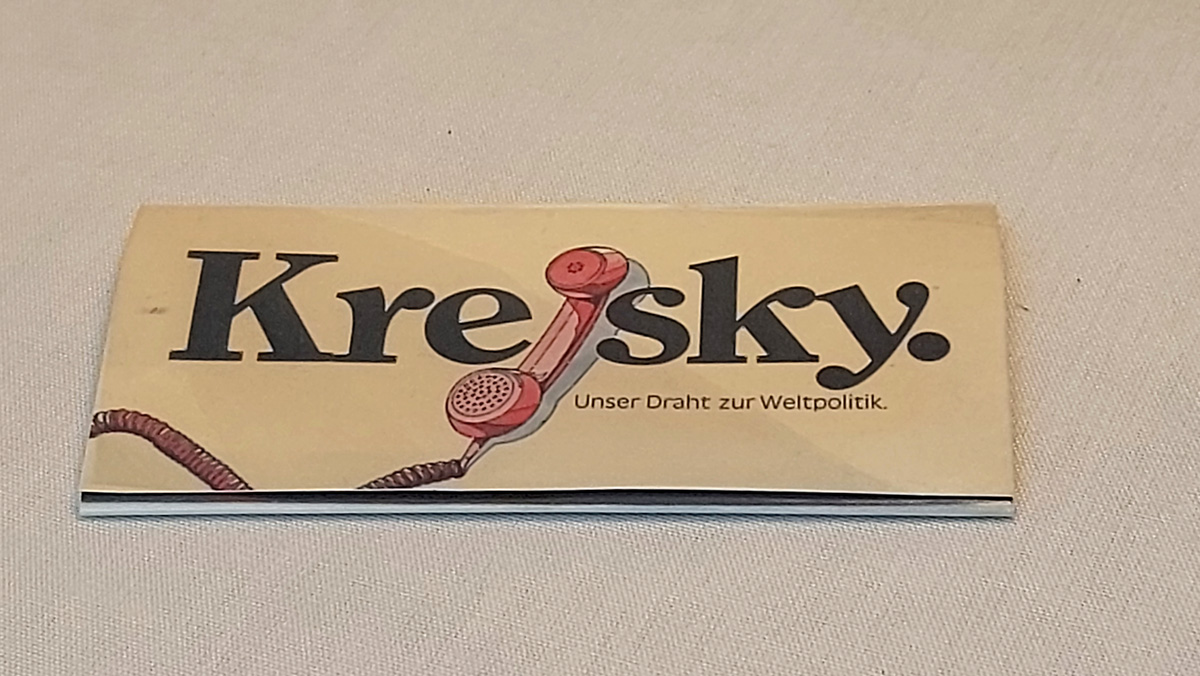 Kreisky.
Unser Draht zur Weltpolitik.